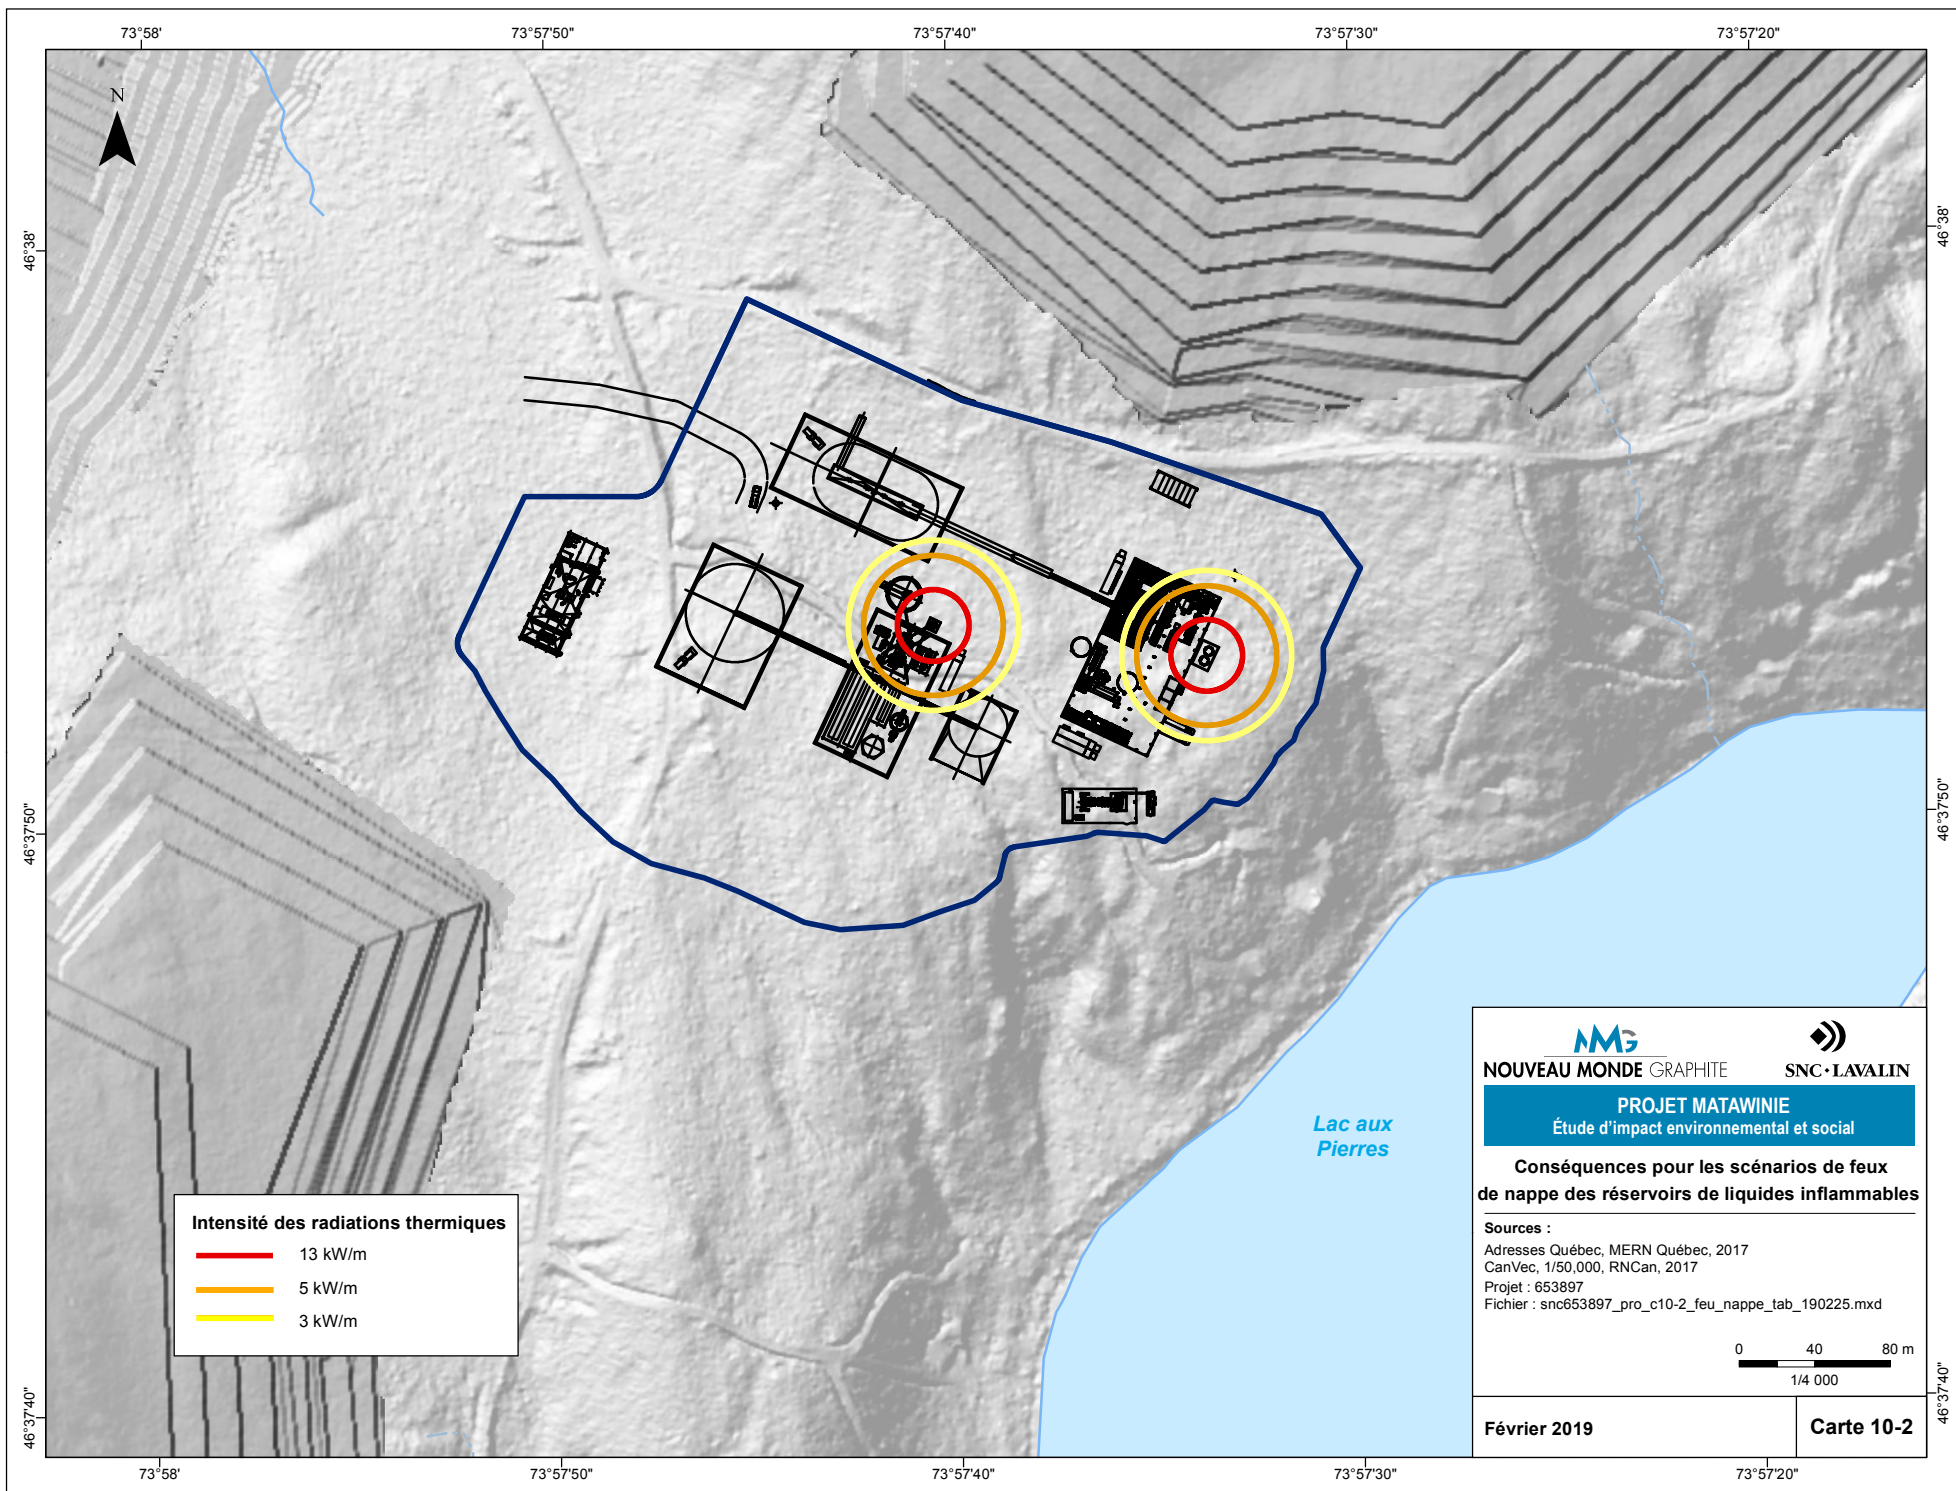 73°58'
73°57'50"
73°57'40"
73°57'30"
73°57'20"
N
46°38'
46°38'
46°37'50"
46°37'50"
46°37'40"
46°37'40"
Lac aux
Pierres
Intensité des radiations thermiques
13 kW/m
5 kW/m
3 kW/m
NMG
NOUVEAU MONDE GRAPHITE
SNC•LAVALIN
PROJET MATAWINIE
Étude d'impact environnemental et social
Conséquences pour les scénarios de feux
de nappe des réservoirs de liquides inflammables
Sources :
Adresses Québec, MERN Québec, 2017
CanVec, 1/50,000, RNCan, 2017
Projet : 653897
Fichier : snc653897_pro_c10-2_feu_nappe_tab_190225.mxd
0 40 80 m
1/4 000
Février 2019
Carte 10-2
73°58'
73°57'50"
73°57'40"
73°57'30"
73°57'20"